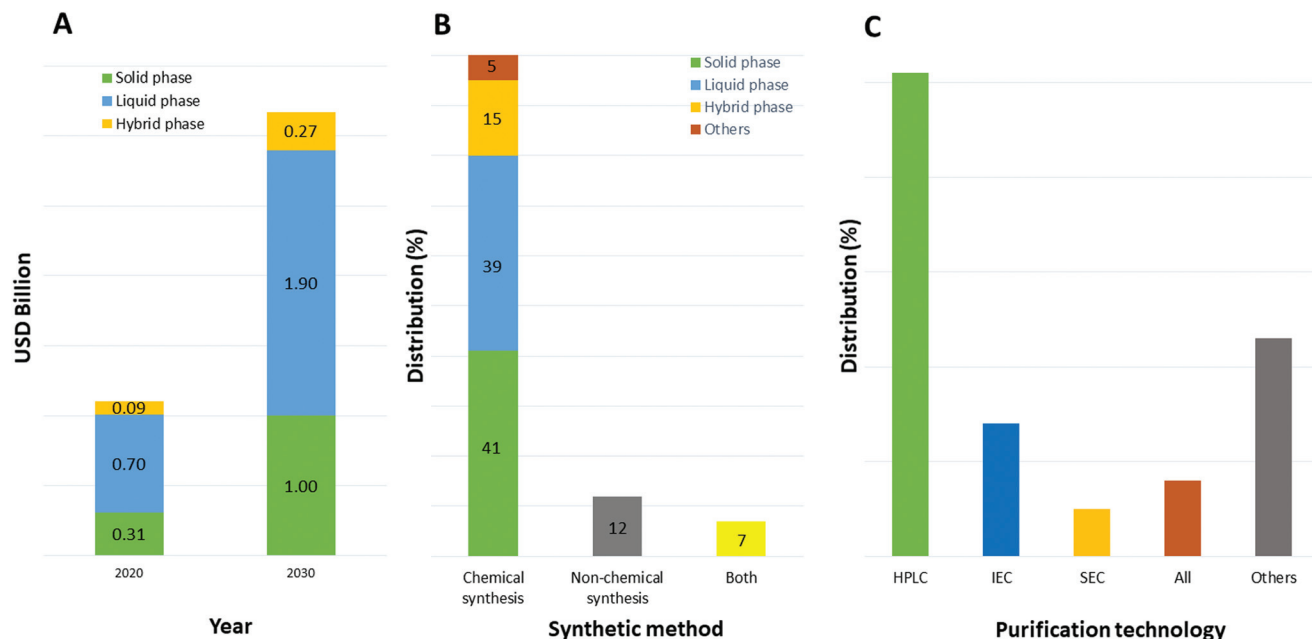 A
Solid phase
Liquid phase
Hybrid phase
USD Billion
0.09
0.70
0.31
0.27
1.90
1.00
2020
2030
Year
B
Solid phase
Liquid phase
Hybrid phase
Others
Distribution (%)
5
15
39
41
12
7
Chemical
synthesis
Non-chemical
synthesis
Both
Synthetic method
C
Distribution (%)
HPLC
IEC
SEC
All
Others
Purification technology